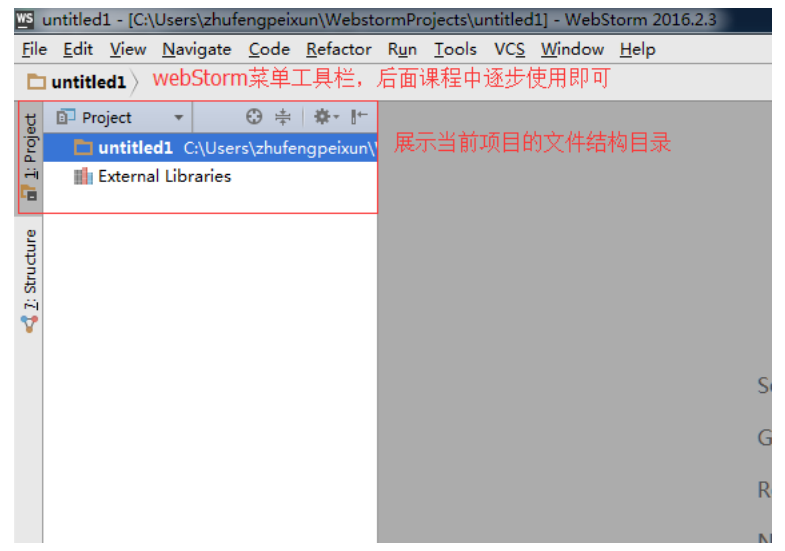 WS untitled1 - [C:\Users\zhufengpeixun\WebstormProjects\untitled1] - WebStorm 2016.2.3
File Edit View Navigate Code Refactor Run Tools VCS Window Help
untitled1 webStorm菜单工具栏，后面课程中逐步使用即可
1: Project
Project
untitled1 C:\Users\zhufengpeixun\
展示当前项目的文件结构目录
External Libraries
7: Structure